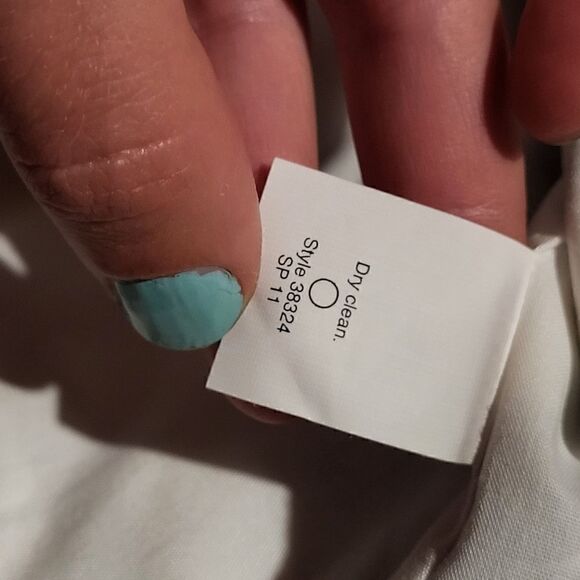 Dry clean.
Style 38324
SP 11